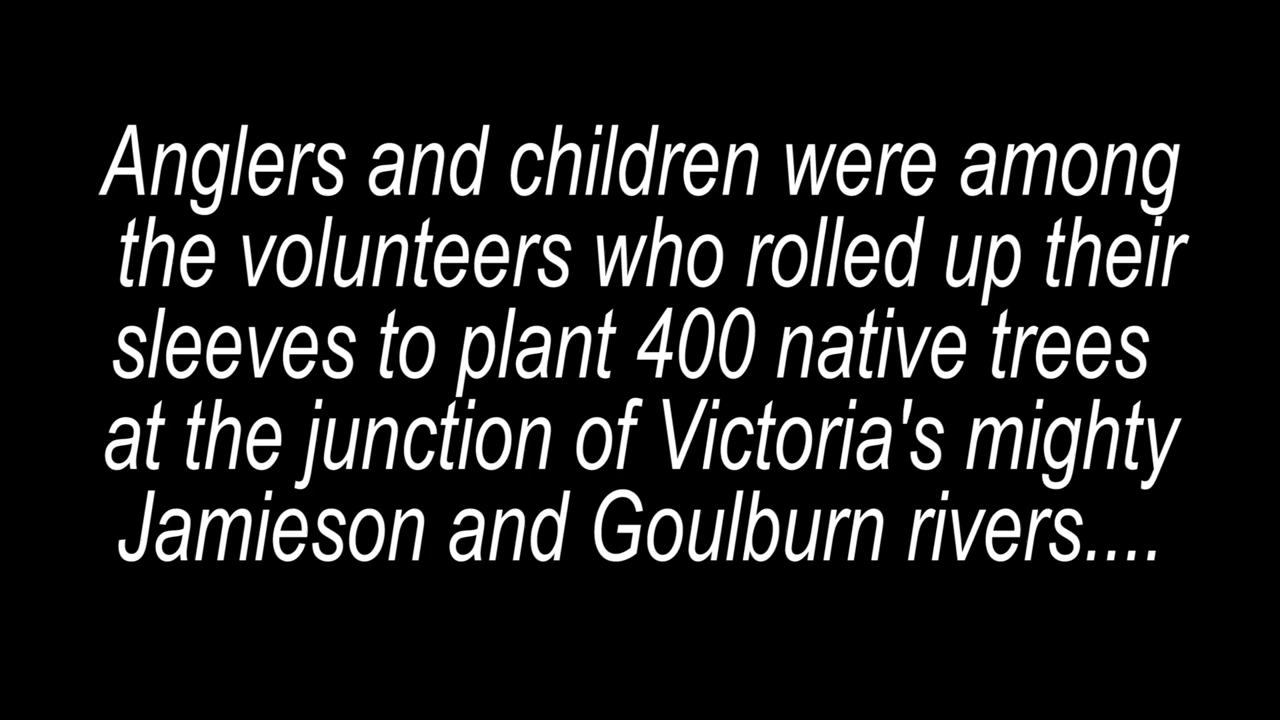 Anglers and children were among
the volunteers who rolled up their
sleeves to plant 400 native trees
at the junction of Victoria's mighty
Jamieson and Goulburn rivers....